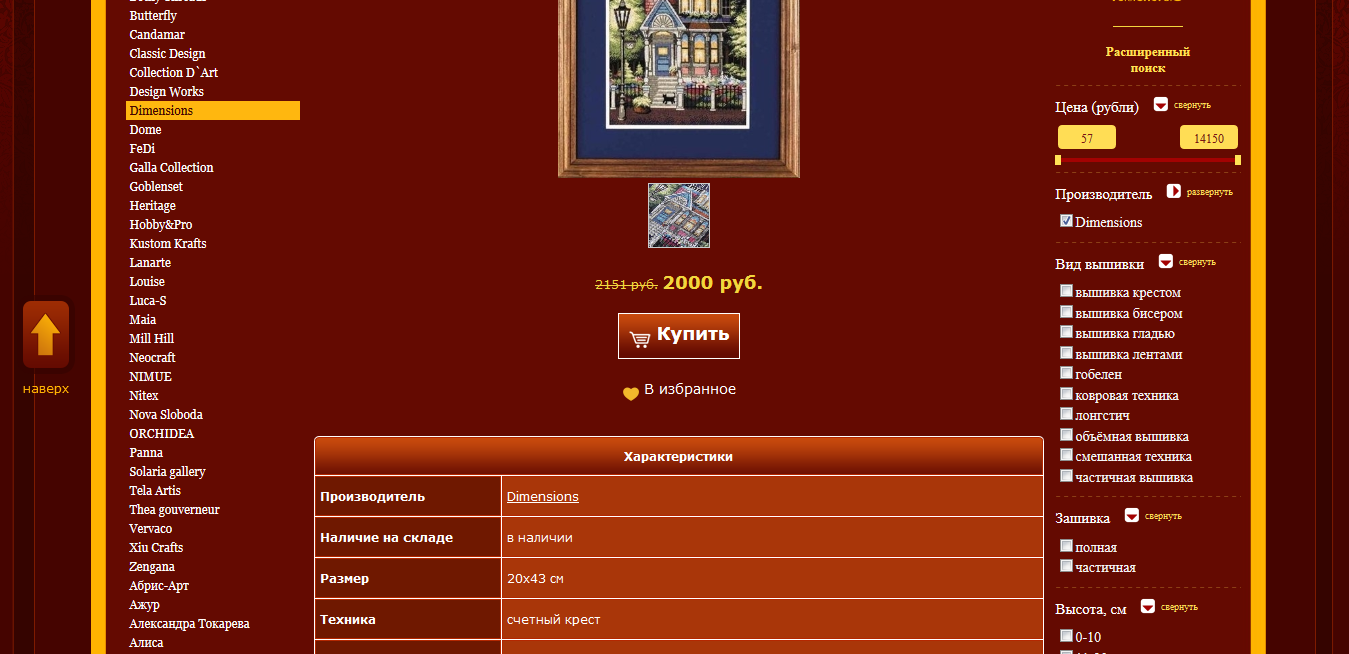 Butterfly
Candamar
Classic Design
Collection D`Art
Design Works
Dimensions
Dome
FeDi
Galla Collection
Goblenset
Heritage
Hobby&Pro
Kustom Krafts
Lanarte
Louise
Luca-S
Maia
Mill Hill
Neocraft
NIMUE
Nitex
Nova Sloboda
ORCHIDEA
Panna
Solaria gallery
Tela Artis
Thea gouverneur
Vervaco
Xiu Crafts
Zengana
Абрис-Арт
Ажур
Александра Токарева
Алиса
наверх
2151 руб. 2000 руб.
Купить
В избранное
Характеристики
Производитель Dimensions
Наличие на складе в наличии
Размер 20x43 см
Техника счетный крест
Расширенный
поиск
Цена (рубли) свернуть
57 14150
Производитель развернуть
Dimensions
Вид вышивки свернуть
вышивка крестом
вышивка бисером
вышивка гладью
вышивка лентами
гобелен
ковровая техника
лонгстич
объёмная вышивка
смешанная техника
частичная вышивка
Зашивка свернуть
полная
частичная
Высота, см свернуть
0-10